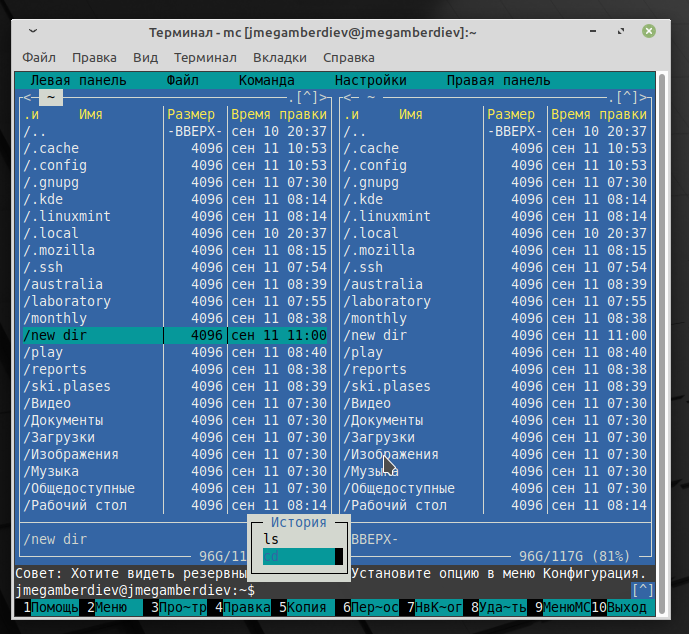 Терминал - mc [jmegamberdiev@jmegamberdiev]:~
Файл Правка Вид Терминал Вкладки Справка
Левая панель Файл Команда Настройки Правая панель
<— ~ .[^]> <— ~ .[^]>
.и Имя Размер Время правки .и Имя Размер Время правки
/.. -ВВЕРХ- сен 10 20:37 /.. -ВВЕРХ- сен 10 20:37
/.cache 4096 сен 11 10:53 /.cache 4096 сен 11 10:53
/.config 4096 сен 11 10:53 /.config 4096 сен 11 10:53
/.gnupg 4096 сен 11 07:30 /.gnupg 4096 сен 11 07:30
/.kde 4096 сен 11 08:14 /.kde 4096 сен 11 08:14
/.linuxmint 4096 сен 11 08:14 /.linuxmint 4096 сен 11 08:14
/.local 4096 сен 10 20:37 /.local 4096 сен 10 20:37
/.mozilla 4096 сен 11 08:15 /.mozilla 4096 сен 11 08:15
/.ssh 4096 сен 11 07:54 /.ssh 4096 сен 11 07:54
/australia 4096 сен 11 08:39 /australia 4096 сен 11 08:39
/laboratory 4096 сен 11 07:55 /laboratory 4096 сен 11 07:55
/monthly 4096 сен 11 08:38 /monthly 4096 сен 11 08:38
/new dir 4096 сен 11 11:00 /new dir 4096 сен 11 11:00
/play 4096 сен 11 08:40 /play 4096 сен 11 08:40
/reports 4096 сен 11 08:38 /reports 4096 сен 11 08:38
/ski.plases 4096 сен 11 08:39 /ski.plases 4096 сен 11 08:39
/Видео 4096 сен 11 07:30 /Видео 4096 сен 11 07:30
/Документы 4096 сен 11 07:30 /Документы 4096 сен 11 07:30
/Загрузки 4096 сен 11 07:30 /Загрузки 4096 сен 11 07:30
/Изображения 4096 сен 11 07:30 /Изображения 4096 сен 11 07:30
/Музыка 4096 сен 11 07:30 /Музыка 4096 сен 11 07:30
/Общедоступные 4096 сен 11 07:30 /Общедоступные 4096 сен 11 07:30
/Рабочий стол 4096 сен 11 08:14 /Рабочий стол 4096 сен 11 08:14
История
/new dir ls ВВЕРХ-
96G/11 cd 96G/117G (81%)
Совет: Хотите видеть резервны Установите опцию в меню Конфигурация.
jmegamberdiev@jmegamberdiev:~$ [^]
1Помощь 2Меню 3Про~тр 4Правка 5Копия 6Пер~ос 7НвК~ог 8Уда~ть 9МенюMC 10Выход